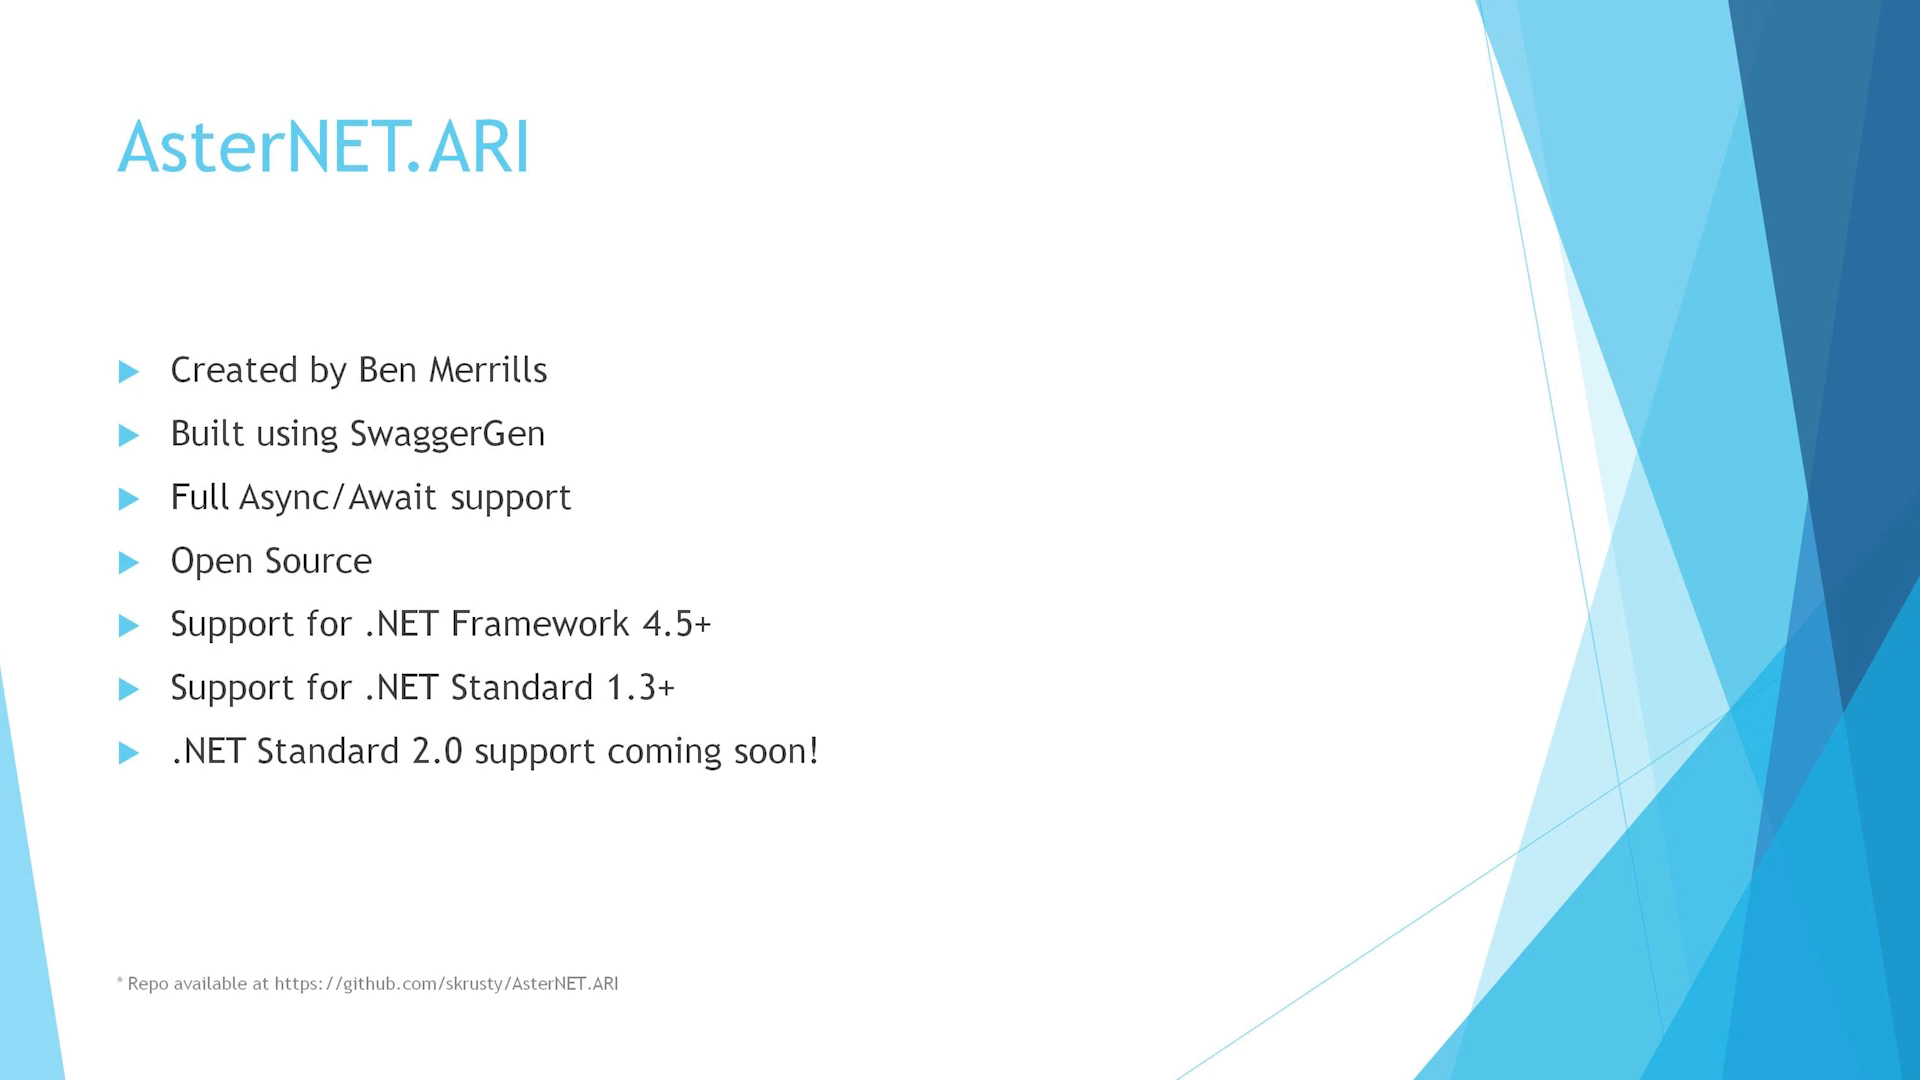 AsterNET.ARI
Created by Ben Merrills
Built using SwaggerGen
Full Async/Await support
Open Source
Support for .NET Framework 4.5+
Support for .NET Standard 1.3+
.NET Standard 2.0 support coming soon!
* Repo available at https://github.com/skrusty/AsterNET.ARI